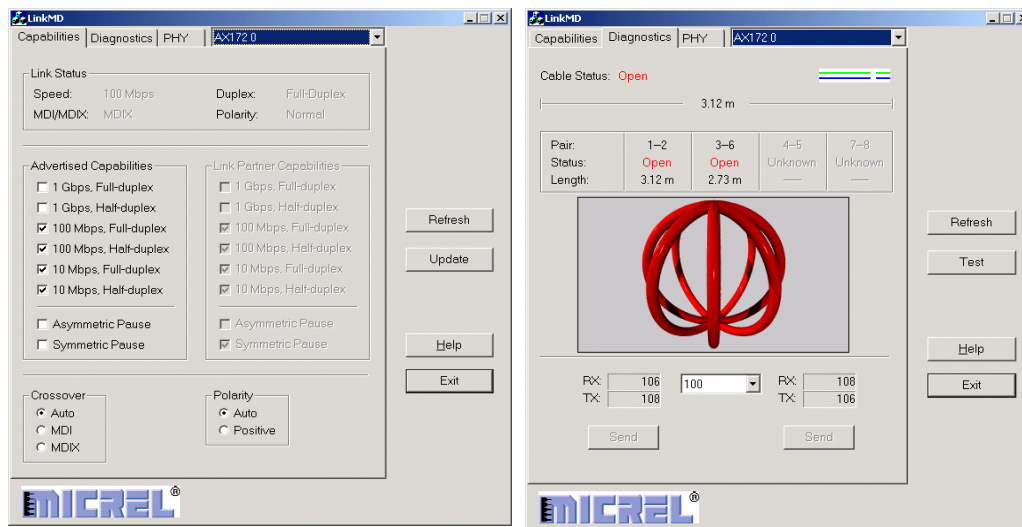 LinkMD
Capabilities Diagnostics PHY AX172 0
Link Status
Speed: 100 Mbps Duplex: Full-Duplex
MDI/MDIX: MDIX Polarity: Normal
Advertised Capabilities
1 Gbps, Full-duplex
1 Gbps, Half-duplex
100 Mbps, Full-duplex
100 Mbps, Half-duplex
10 Mbps, Full-duplex
10 Mbps, Half-duplex
Asymmetric Pause
Symmetric Pause
Link Partner Capabilities
1 Gbps, Full-duplex
1 Gbps, Half-duplex
100 Mbps, Full-duplex
100 Mbps, Half-duplex
10 Mbps, Full-duplex
10 Mbps, Half-duplex
Asymmetric Pause
Symmetric Pause
Refresh
Update
Help
Exit
Crossover
Auto
MDI
MDIX
Polarity
Auto
Positive
MICREL®
LinkMD
Capabilities Diagnostics PHY AX172 0
Cable Status: Open
3.12 m
Pair: 1–2 3–6 4–5 7–8
Status: Open Open Unknown Unknown
Length: 3.12 m 2.73 m — —
Refresh
Test
Help
Exit
RX: 106 100 RX: 108
TX: 108 TX: 106
Send Send
MICREL®